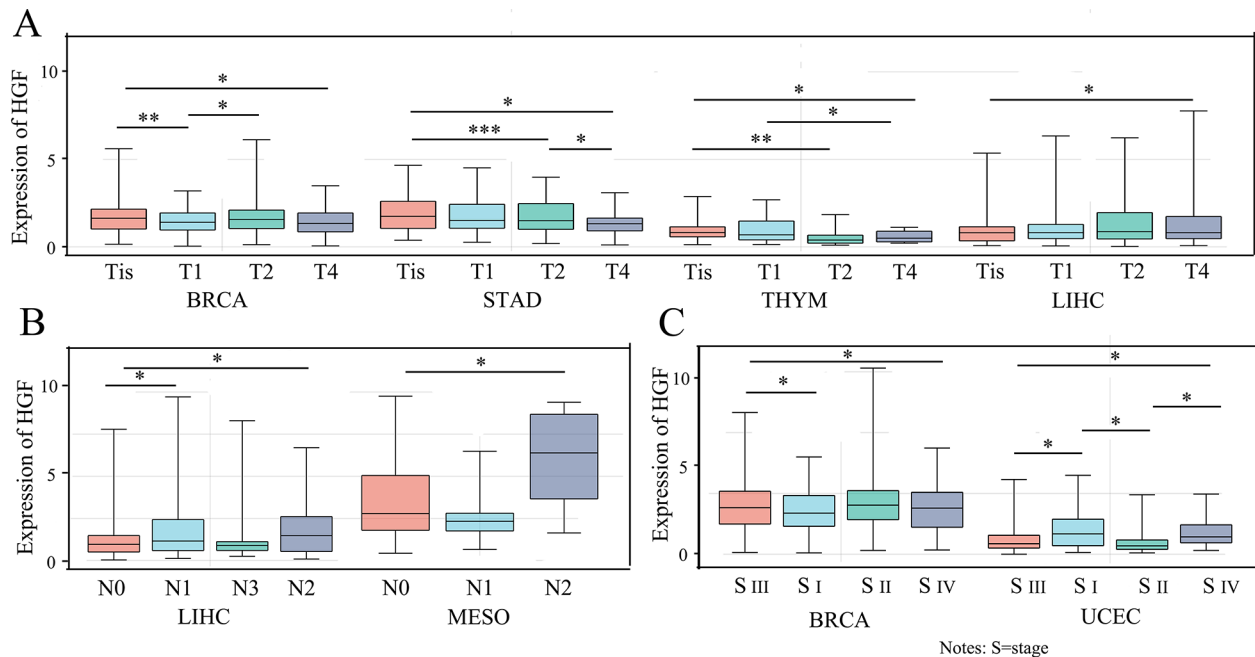 A
Expression of HGF
10
5
0
* ** * * *** * * * ** *
Tis T1 T2 T4 Tis T1 T2 T4 Tis T1 T2 T4 Tis T1 T2 T4
BRCA STAD THYM LIHC
B
Expression of HGF
10
5
0
* * *
N0 N1 N3 N2 N0 N1 N2
LIHC MESO
C
Expression of HGF
10
5
0
* * * * * *
S III S I S II S IV S III S I S II S IV
BRCA UCEC
Notes: S=stage